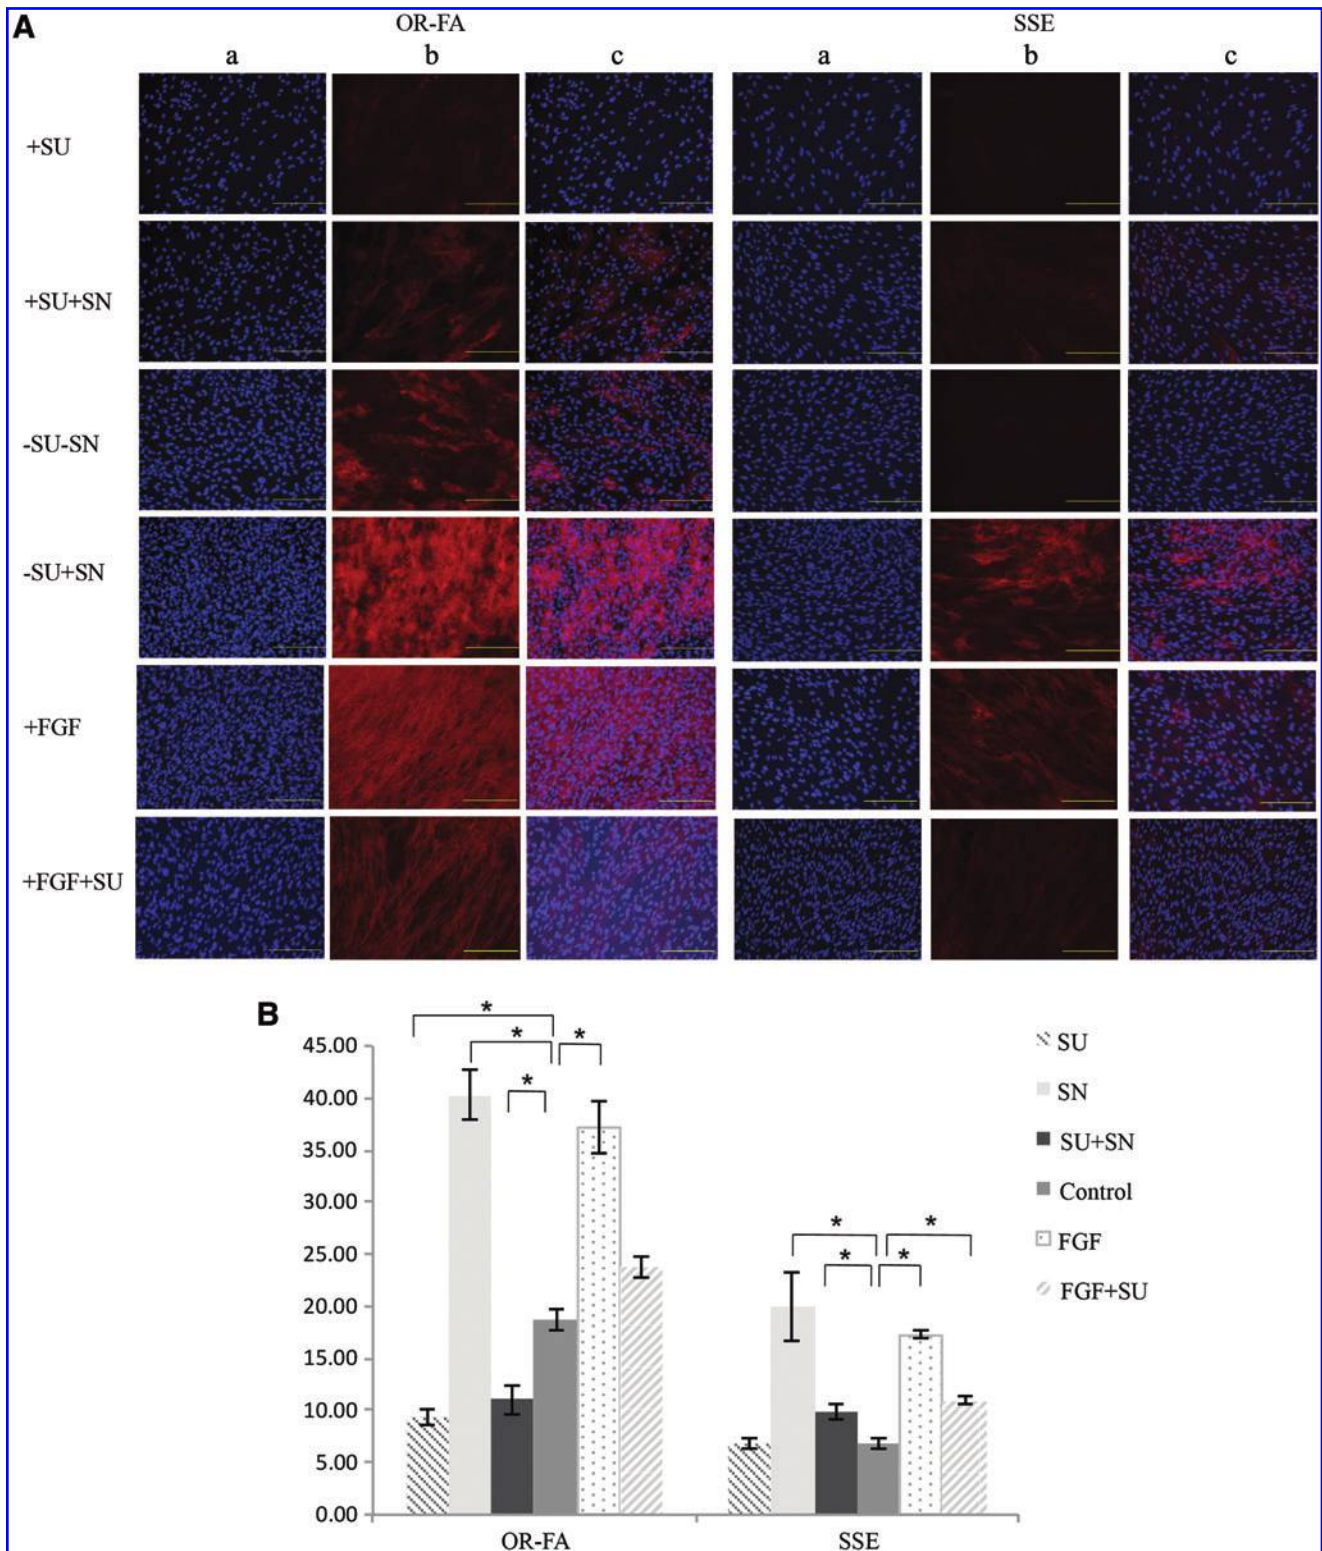 A
OR-FA SSE
a b c a b c
+SU
+SU+SN
-SU-SN
-SU+SN
+FGF
+FGF+SU
B
* * * *
* * * *
45.00
40.00
35.00
30.00
25.00
20.00
15.00
10.00
5.00
0.00
OR-FA SSE
SU
SN
SU+SN
Control
FGF
FGF+SU